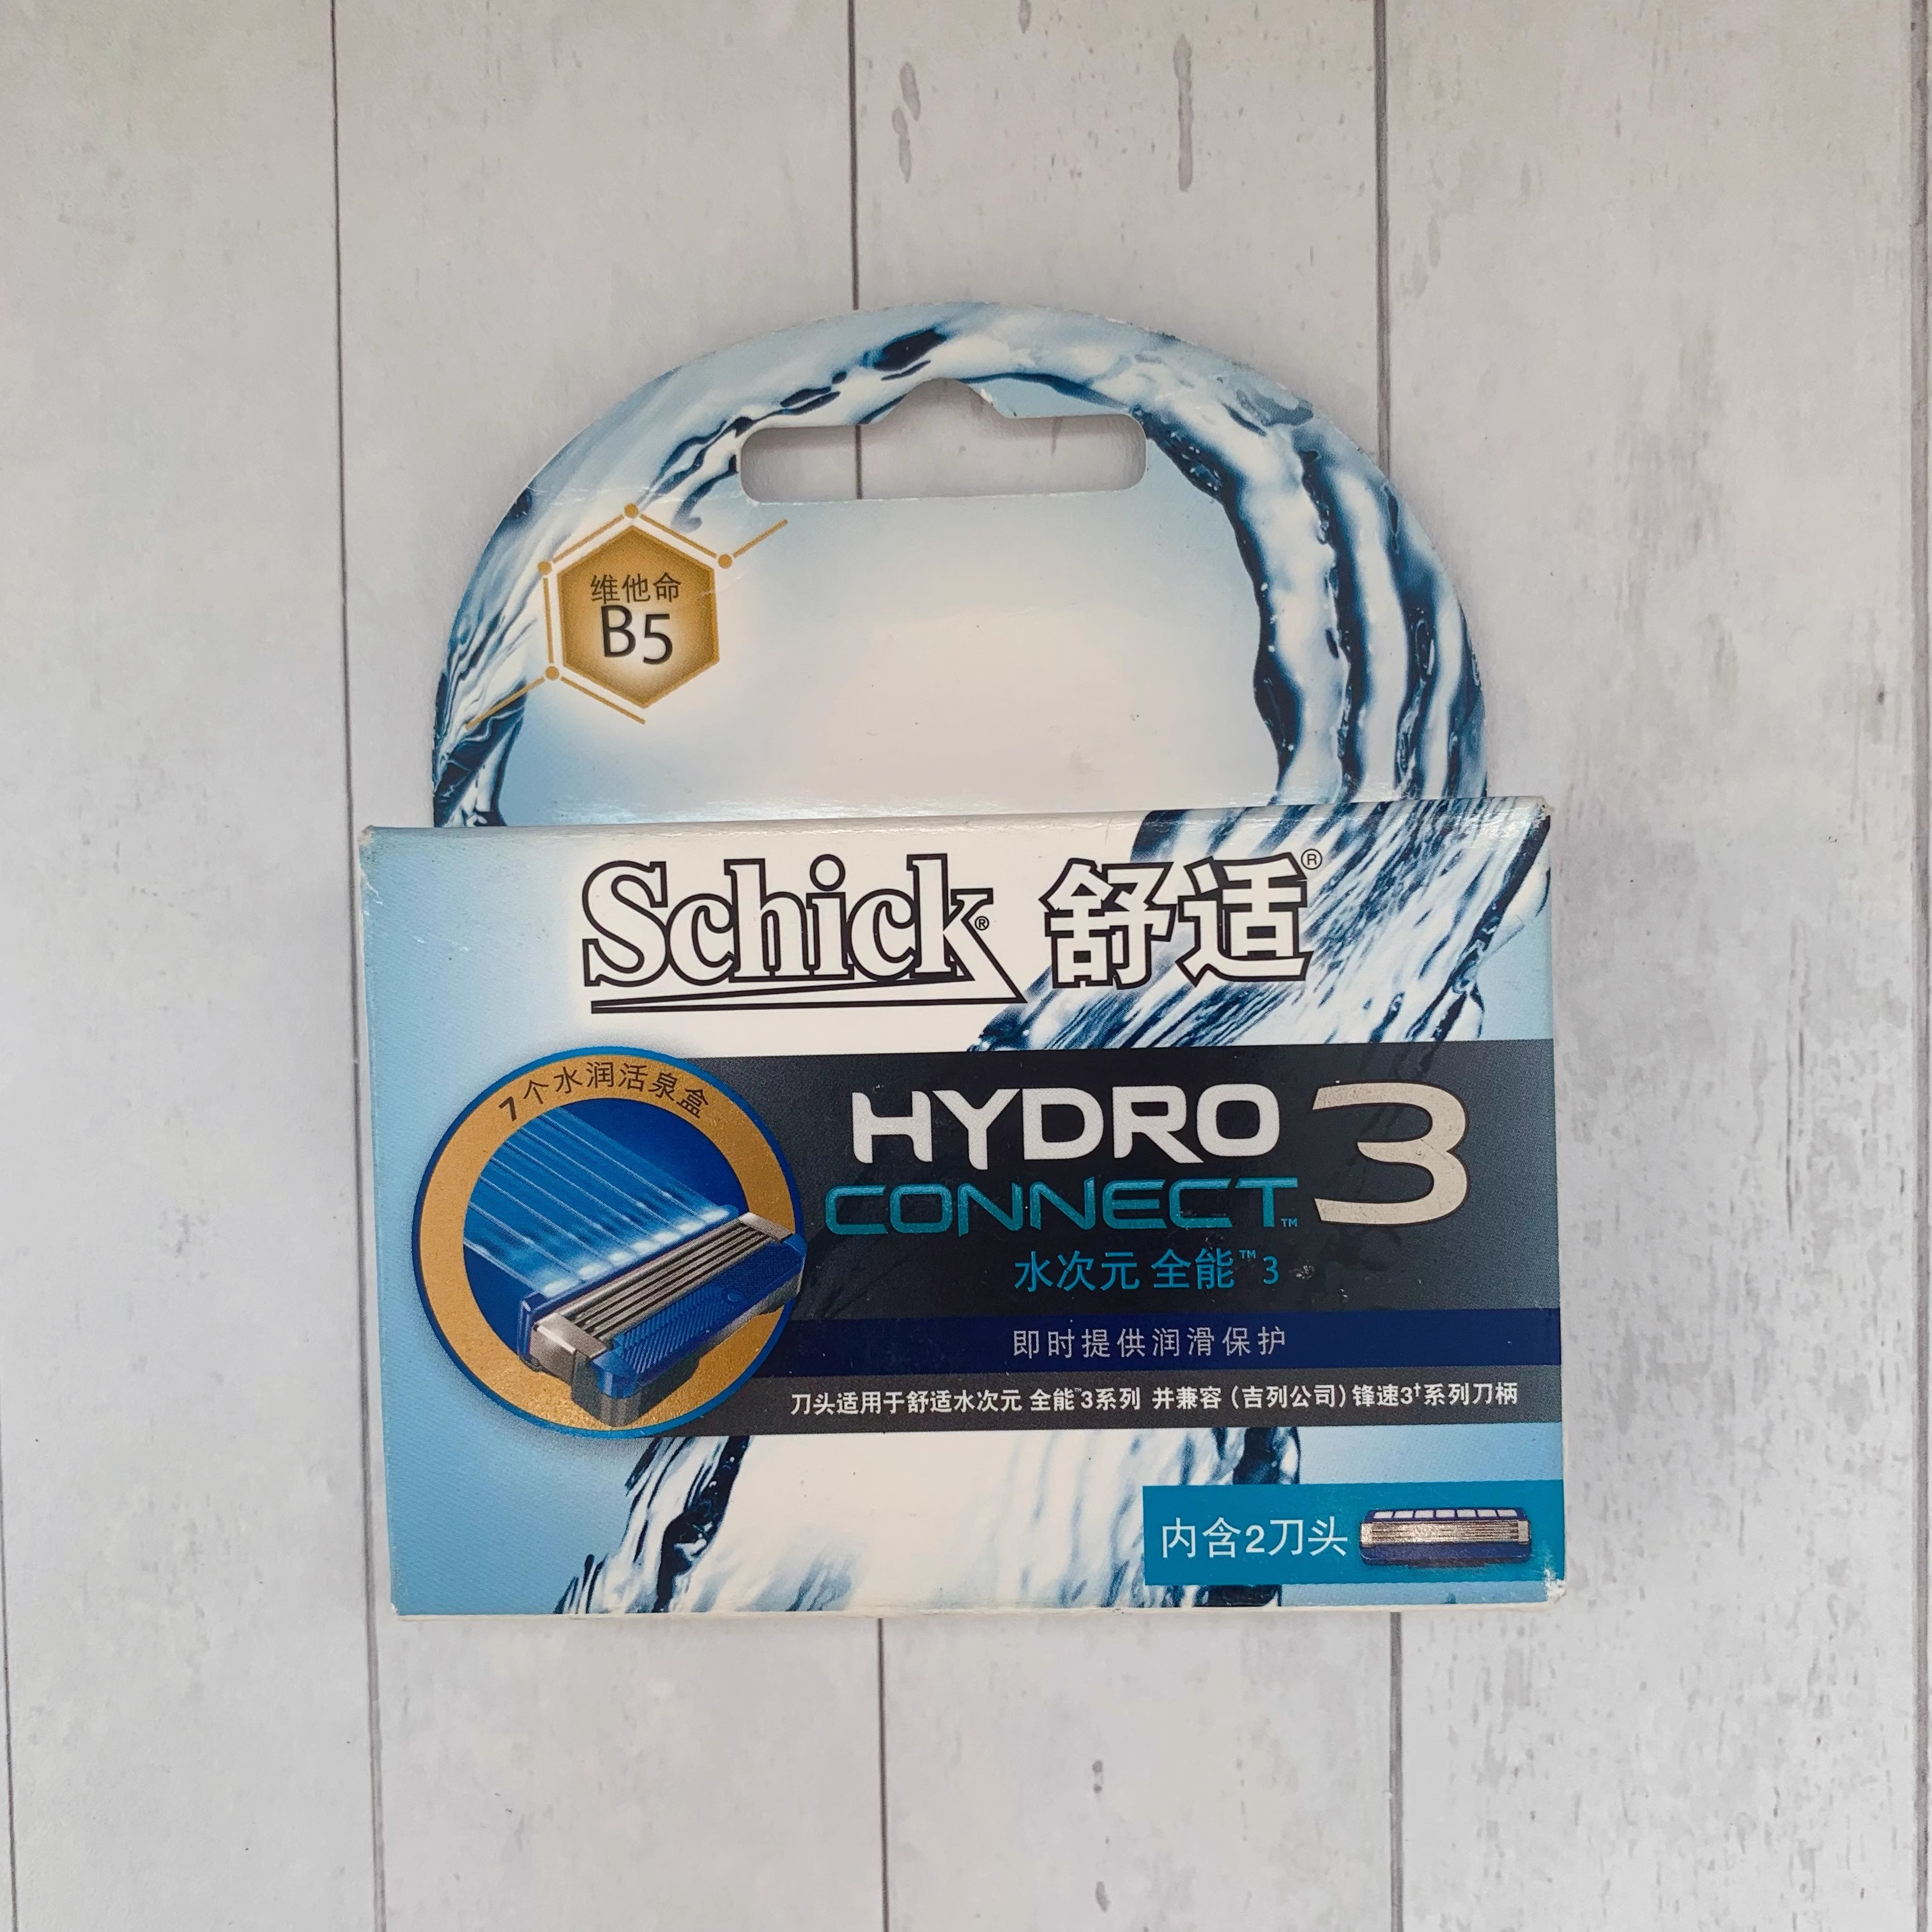 维他命
B5
Schick® 舒适®
7个水润活泉盒
HYDRO 3
CONNECT™
水次元 全能™3
即时提供润滑保护
刀头适用于舒适水次元 全能™3系列 并兼容（吉列公司）锋速3†系列刀柄
内含2刀头